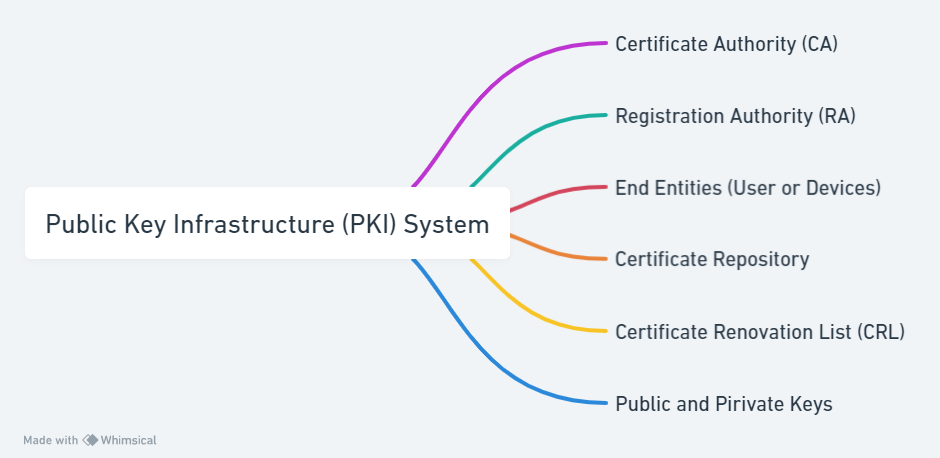 Certificate Authority (CA)
Registration Authority (RA)
End Entities (User or Devices)
Public Key Infrastructure (PKI) System
Certificate Repository
Certificate Renovation List (CRL)
Public and Pirivate Keys
Made with Whimsical